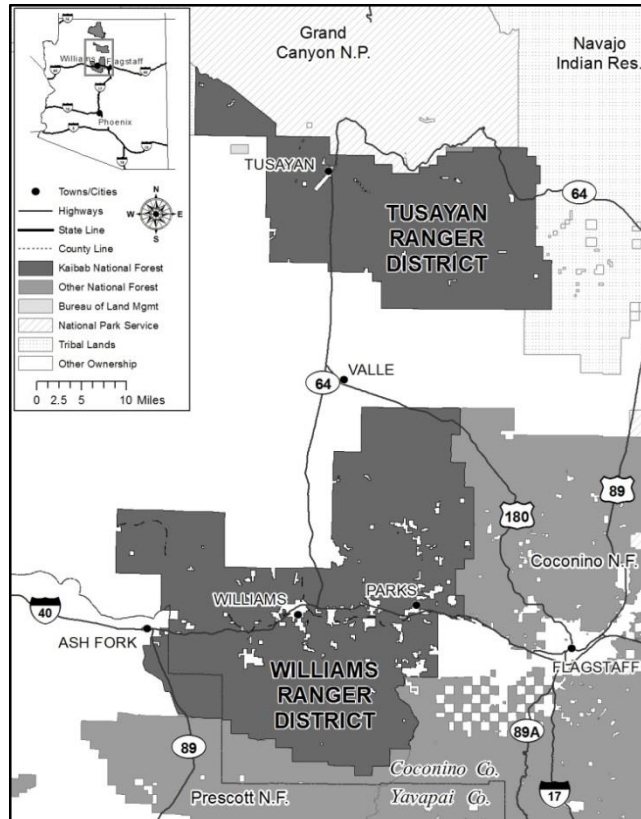 Grand
Canyon N.P.
Navajo
Indian Res.
Williams
Flagstaff
Phoenix
Towns/Cities
Highways
State Line
County Line
Kaibab National Forest
Other National Forest
Bureau of Land Mgmt
National Park Service
Tribal Lands
Other Ownership
0 2.5 5 10 Miles
N
W E
S
TUSAYAN
TUSAYAN
RANGER
DISTRICT
64
VALLE
64
89
180
Coconino N.F.
40
WILLIAMS
PARKS
ASH FORK
FLAGSTAFF
WILLIAMS
RANGER
DISTRICT
89
89A
Coconino Co.
Yavapai Co.
Prescott N.F.
17